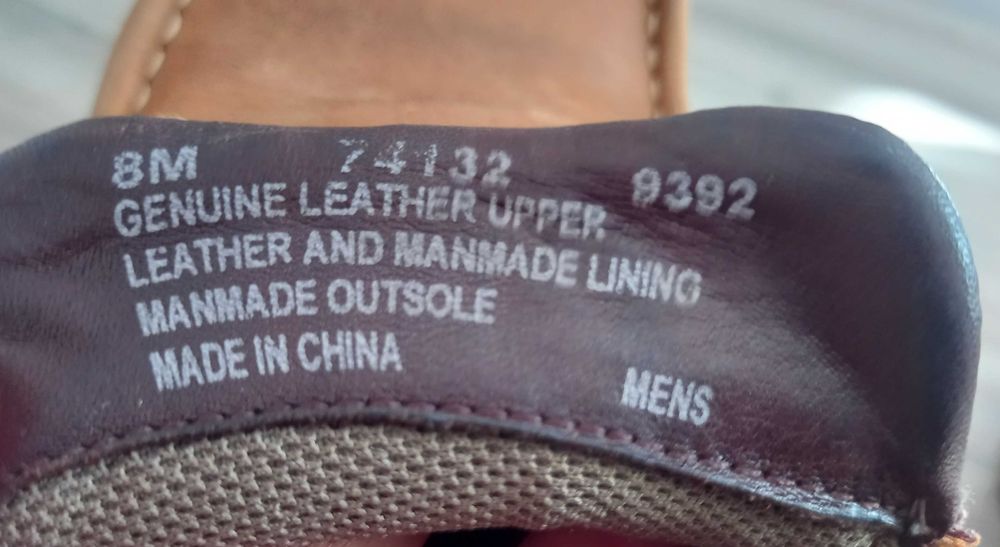 8M 74132 9392
GENUINE LEATHER UPPER
LEATHER AND MANMADE LINING
MANMADE OUTSOLE
MADE IN CHINA
MENS